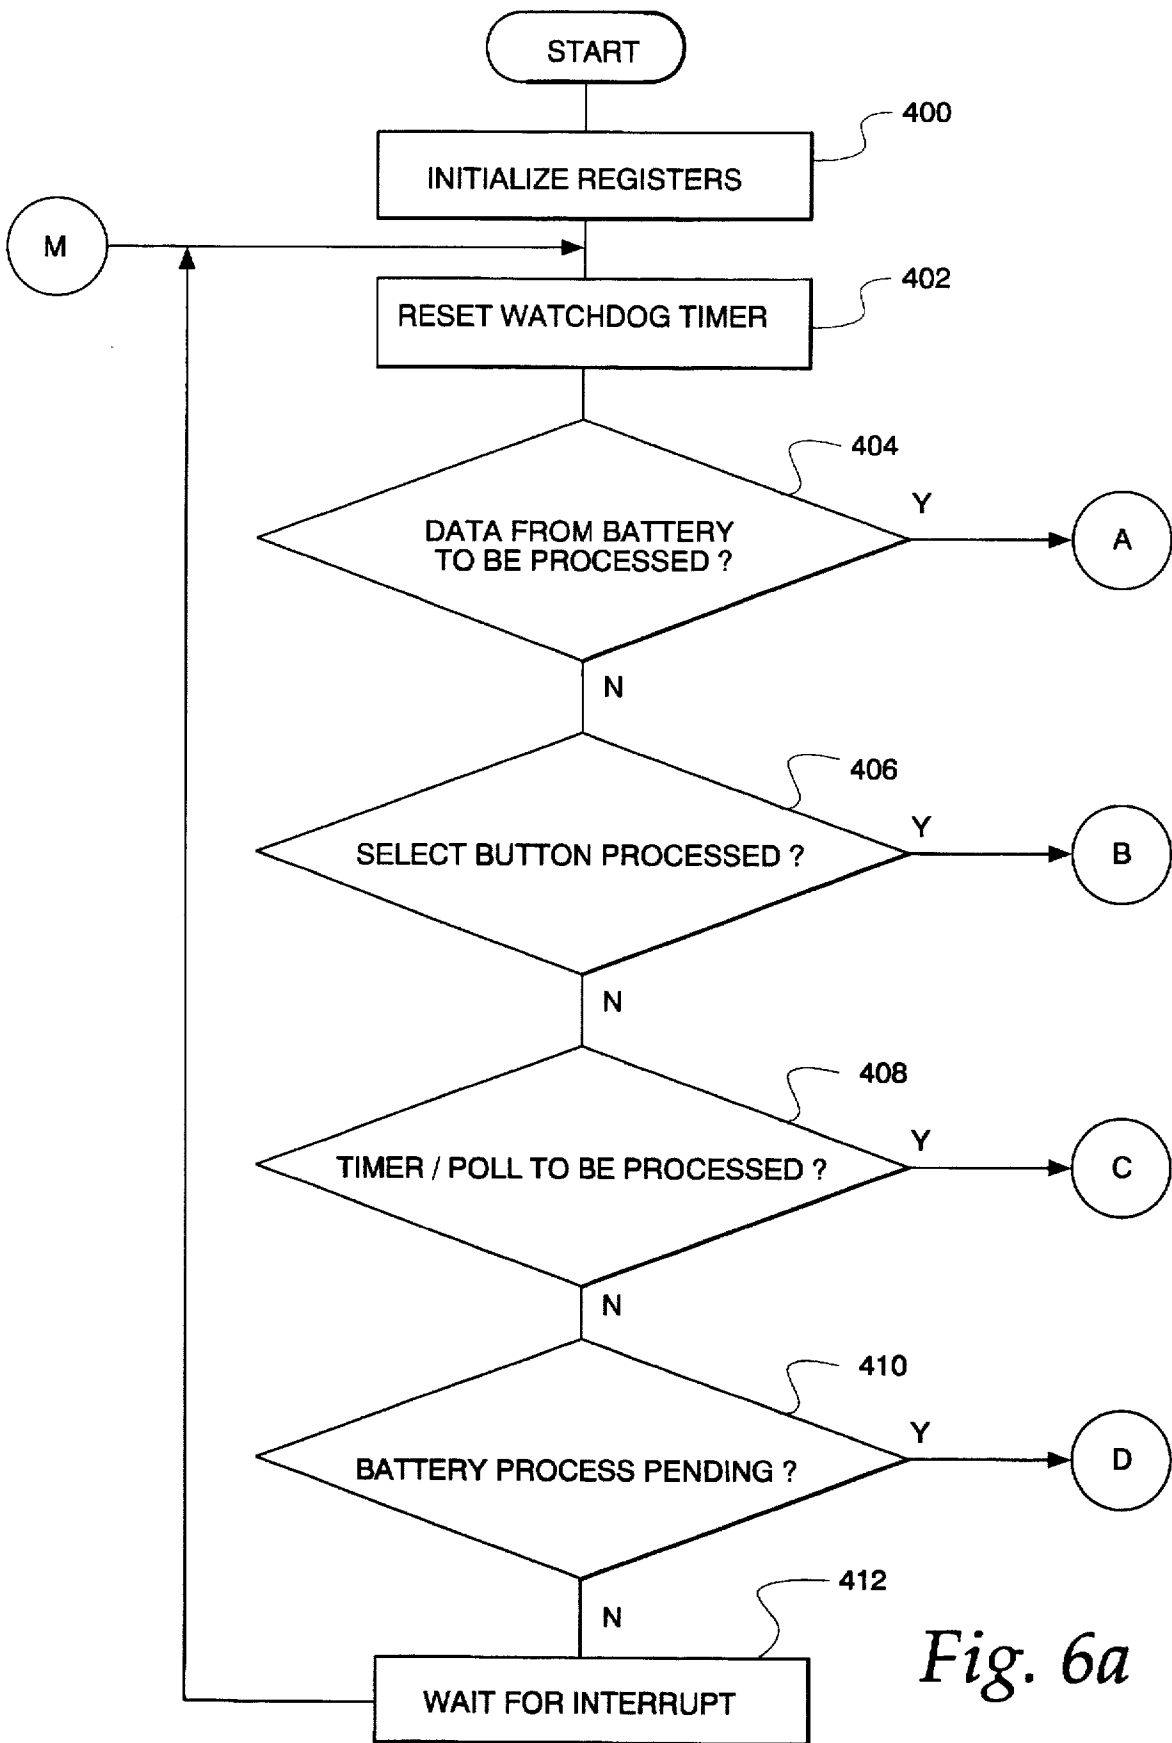 START
400
INITIALIZE REGISTERS
M
402
RESET WATCHDOG TIMER
404
DATA FROM BATTERY
TO BE PROCESSED ?
Y
A
N
406
SELECT BUTTON PROCESSED ?
Y
B
N
408
TIMER / POLL TO BE PROCESSED ?
Y
C
N
410
BATTERY PROCESS PENDING ?
Y
D
N
412
WAIT FOR INTERRUPT
Fig. 6a